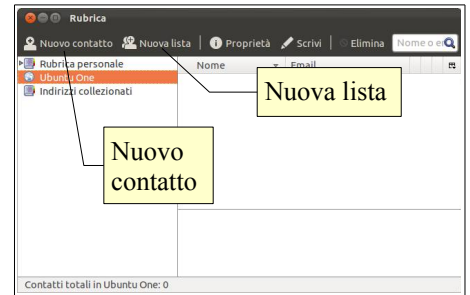 Rubrica
Nuovo contatto Nuova lista Proprietà Scrivi Elimina Nome o e
Rubrica personale Nome Email
Ubuntu One
Indirizzi collezionati
Nuova lista
Nuovo
contatto
Contatti totali in Ubuntu One: 0